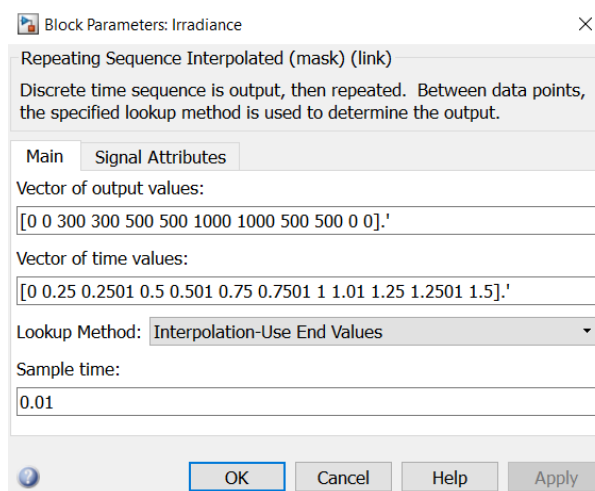 Block Parameters: Irradiance
Repeating Sequence Interpolated (mask) (link)
Discrete time sequence is output, then repeated. Between data points,
the specified lookup method is used to determine the output.
Main Signal Attributes
Vector of output values:
[0 0 300 300 500 500 1000 1000 500 500 0 0].'
Vector of time values:
[0 0.25 0.2501 0.5 0.501 0.75 0.7501 1 1.01 1.25 1.2501 1.5].'
Lookup Method: Interpolation-Use End Values
Sample time:
0.01
? OK Cancel Help Apply